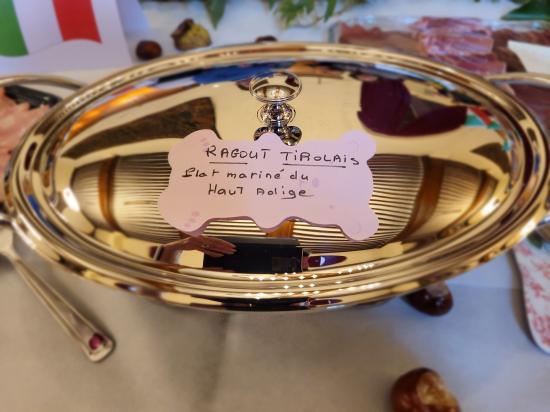 RAGOUT TIROLAIS
Plat mariné du
HAUT ADIGE